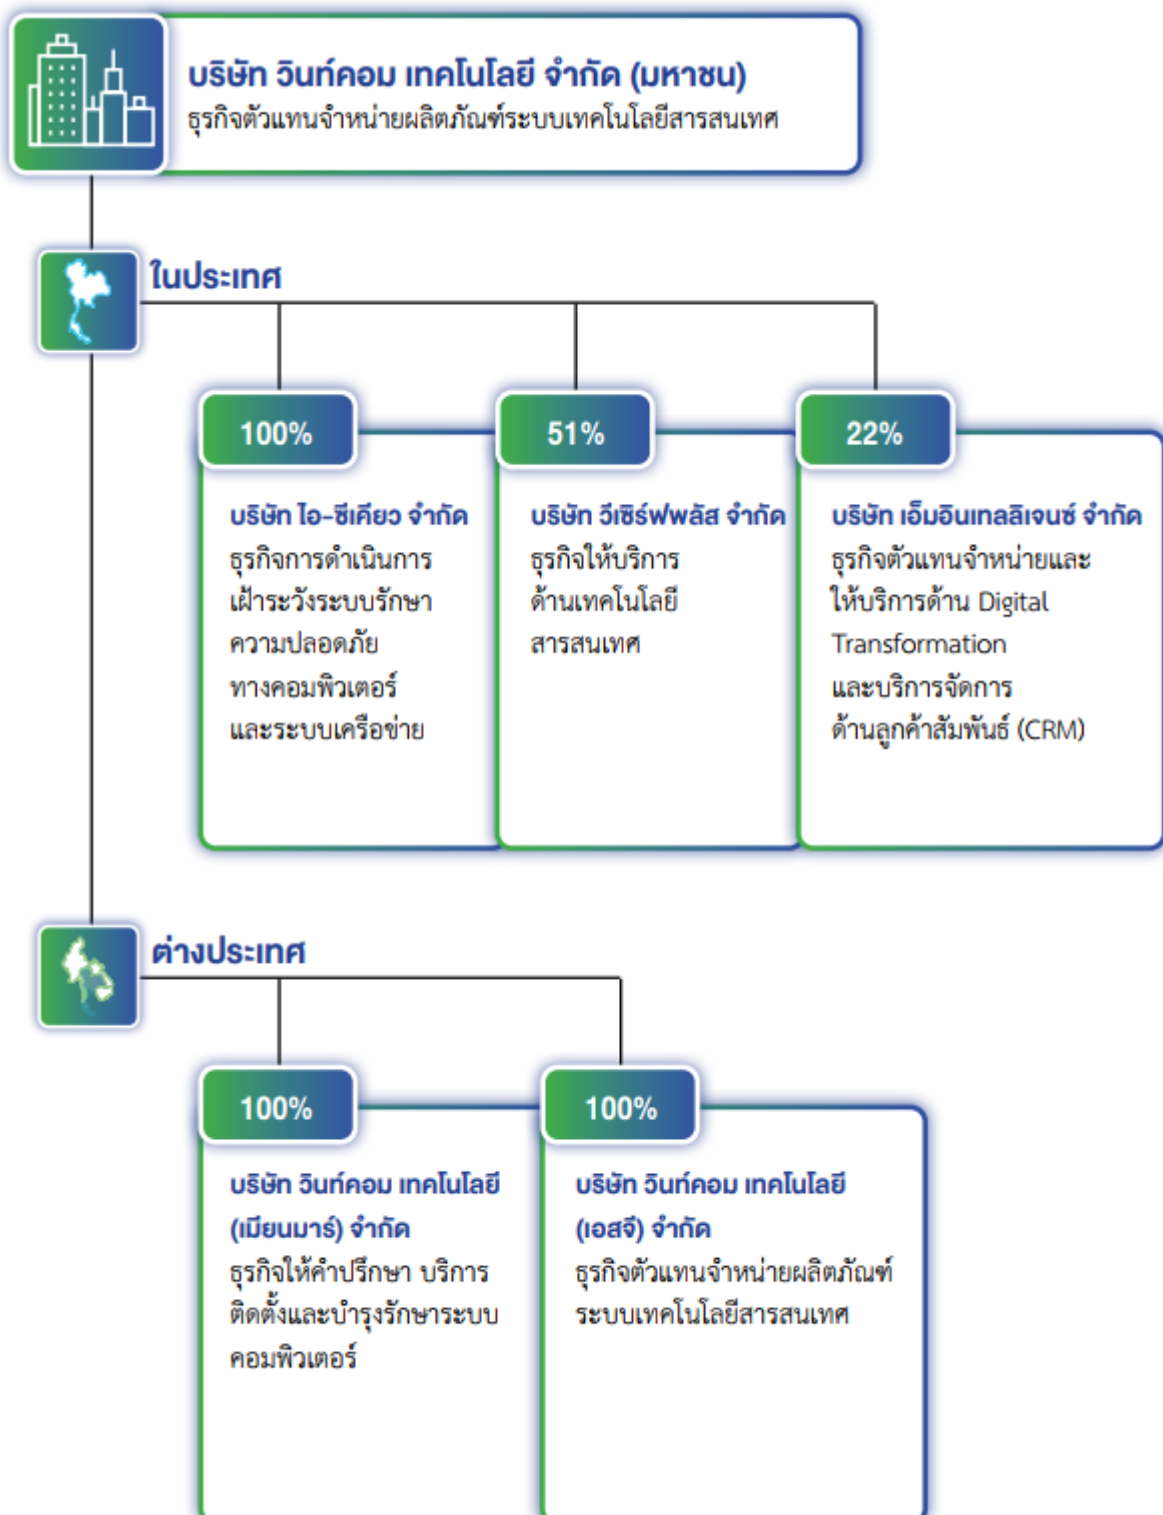 บริษัท วินท์คอม เทคโนโลยี จำกัด (มหาชน)
ธุรกิจตัวแทนจำหน่ายผลิตภัณฑ์ระบบเทคโนโลยีสารสนเทศ
ในประเทศ
100%
บริษัท ไอ-ซีเคียว จำกัด
ธุรกิจการดำเนินการ
เฝ้าระวังระบบรักษา
ความปลอดภัย
ทางคอมพิวเตอร์
และระบบเครือข่าย
51%
บริษัท วีเซิร์ฟพลัส จำกัด
ธุรกิจให้บริการ
ด้านเทคโนโลยี
สารสนเทศ
22%
บริษัท เอ็มอินเทลลิเจนซ์ จำกัด
ธุรกิจตัวแทนจำหน่ายและ
ให้บริการด้าน Digital
Transformation
และบริการจัดการ
ด้านลูกค้าสัมพันธ์ (CRM)
ต่างประเทศ
100%
บริษัท วินท์คอม เทคโนโลยี
(เมียนมาร์) จำกัด
ธุรกิจให้คำปรึกษา บริการ
ติดตั้งและบำรุงรักษาระบบ
คอมพิวเตอร์
100%
บริษัท วินท์คอม เทคโนโลยี
(เอสจี) จำกัด
ธุรกิจตัวแทนจำหน่ายผลิตภัณฑ์
ระบบเทคโนโลยีสารสนเทศ